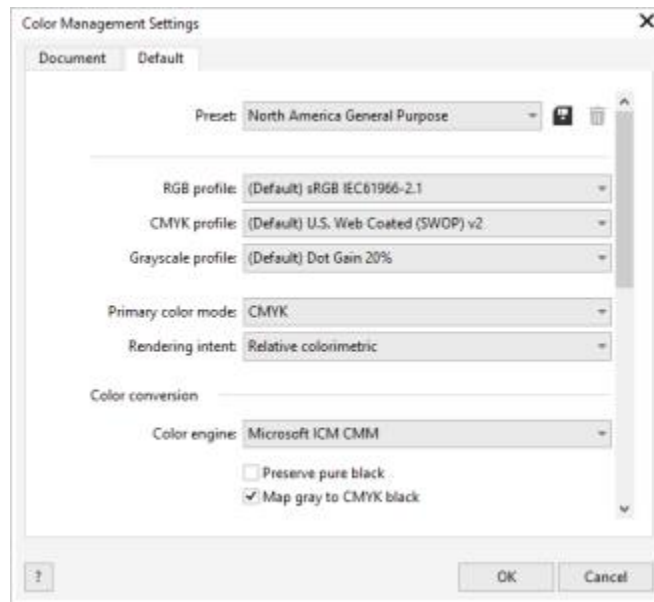 Color Management Settings
Document Default
Preset: North America General Purpose
RGB profile: (Default) sRGB IEC61966-2.1
CMYK profile: (Default) U.S. Web Coated (SWOP) v2
Grayscale profile: (Default) Dot Gain 20%
Primary color mode: CMYK
Rendering intent: Relative colorimetric
Color conversion
Color engine: Microsoft ICM CMM
Preserve pure black
Map gray to CMYK black
? OK Cancel